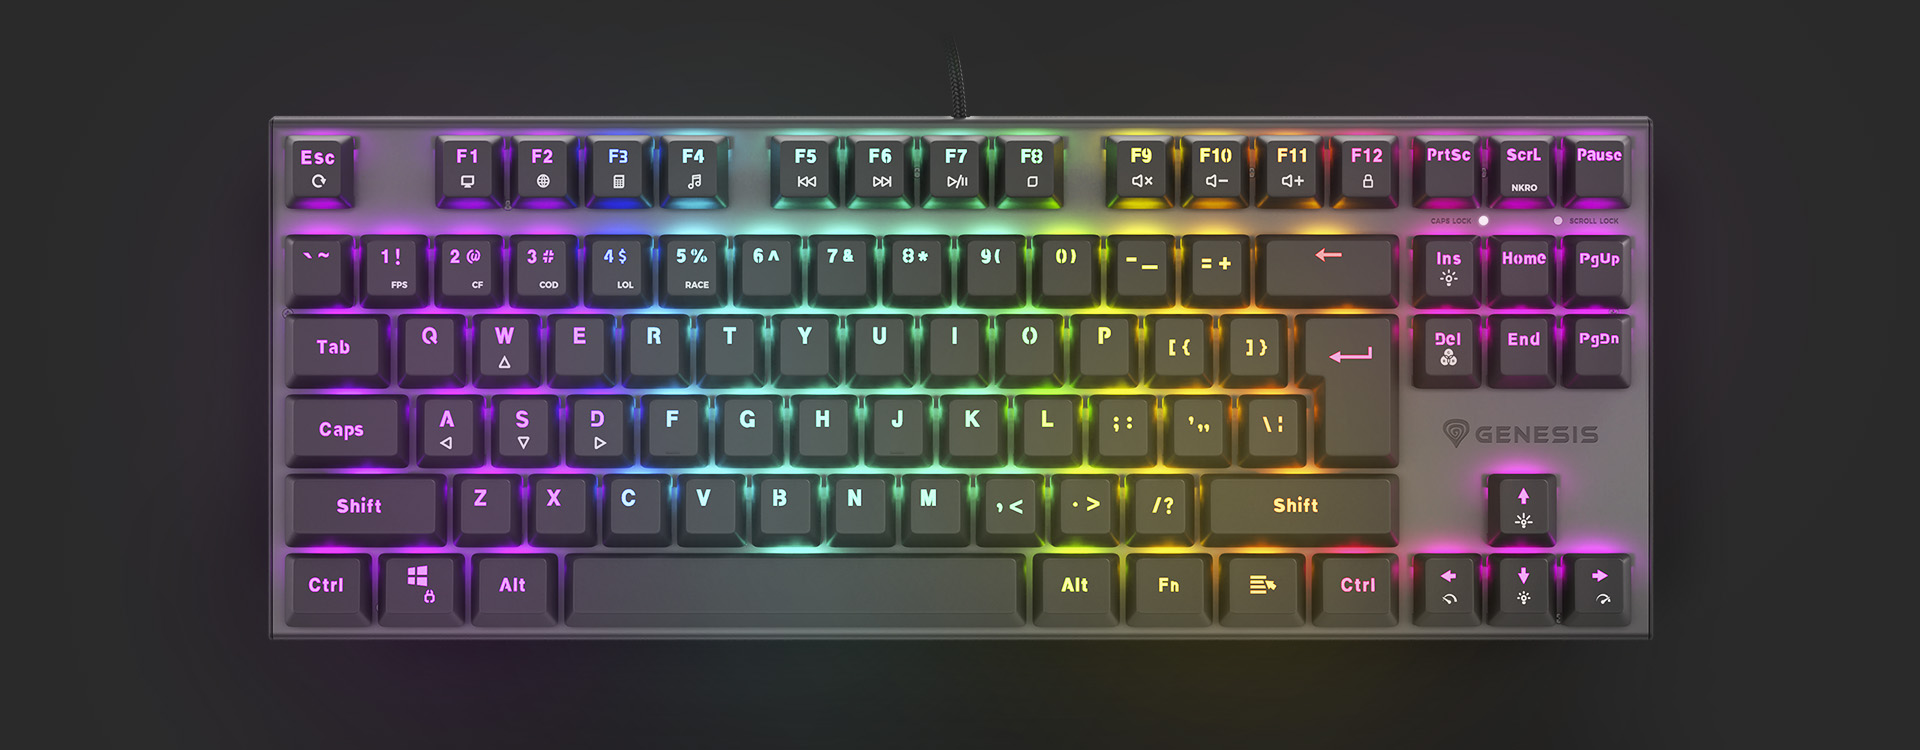 Esc F1 F2 F3 F4 F5 F6 F7 F8 F9 F10 F11 F12 PrtSc ScrL Pause
NKRO
CAPS LOCK SCROLL LOCK
` ~ 1 ! 2 @ 3 # 4 $ 5 % 6 ^ 7 & 8 * 9 ( 0 ) - _ = + Ins Home PgUp
FPS CF COD LOL RACE
Tab Q W E R T Y U I O P [ { ] } Del End PgDn
Caps A S D F G H J K L ; : ' ,, \ ¦
GENESIS
Shift Z X C V B N M , < . > / ? Shift
Ctrl Alt Alt Fn Ctrl